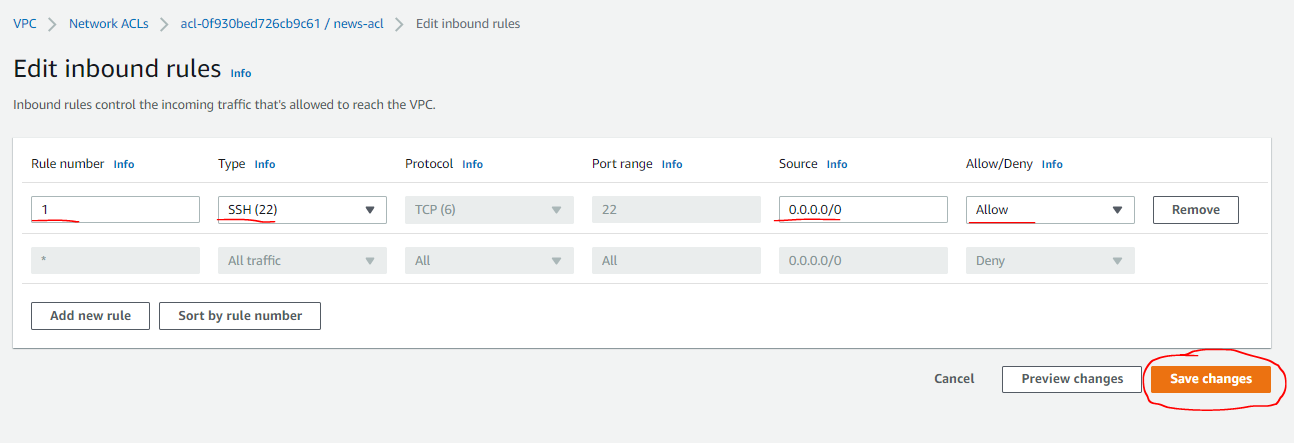 VPC > Network ACLs > acl-0f930bed726cb9c61 / news-acl > Edit inbound rules
Edit inbound rules Info
Inbound rules control the incoming traffic that's allowed to reach the VPC.
Rule number Info Type Info Protocol Info Port range Info Source Info Allow/Deny Info
1 SSH (22) TCP (6) 22 0.0.0.0/0 Allow Remove
* All traffic All All 0.0.0.0/0 Deny
Add new rule Sort by rule number
Cancel Preview changes Save changes